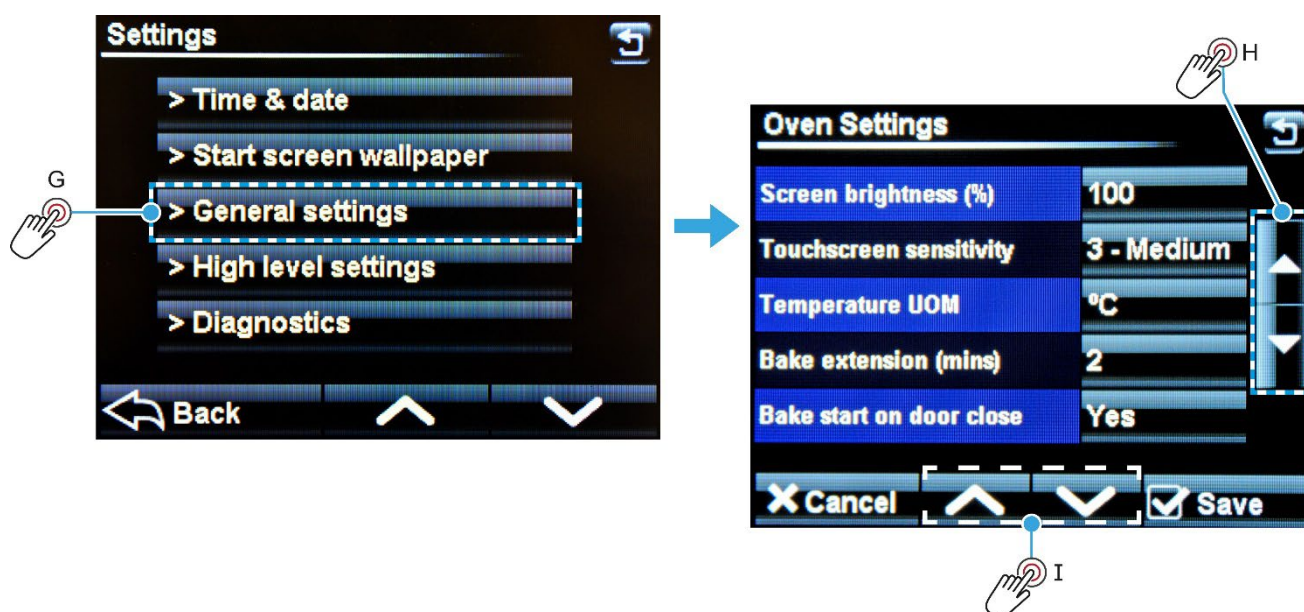 Settings
> Time & date
> Start screen wallpaper
G
> General settings
> High level settings
> Diagnostics
Back
H
Oven Settings
Screen brightness (%) 100
Touchscreen sensitivity 3 - Medium
Temperature UOM ºC
Bake extension (mins) 2
Bake start on door close Yes
Cancel Save
I